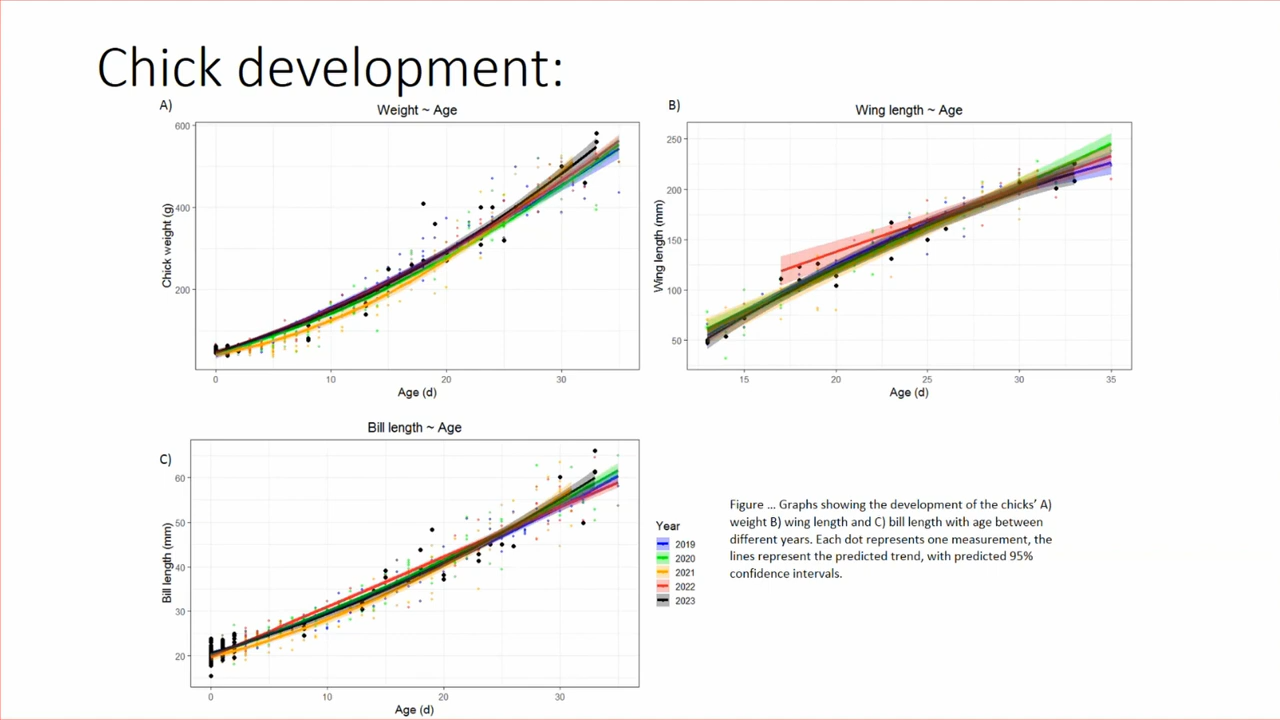 Chick development:
A)
Weight ~ Age
600
400
200
Chick weight (g)
0
10
20
30
Age (d)
B)
Wing length ~ Age
250
200
150
100
50
Wing length (mm)
15
20
25
30
35
Age (d)
C)
Bill length ~ Age
60
50
40
30
20
Bill length (mm)
0
10
20
30
Age (d)
Year
2019
2020
2021
2022
2023
Figure ... Graphs showing the development of the chicks’ A)
weight B) wing length and C) bill length with age between
different years. Each dot represents one measurement, the
lines represent the predicted trend, with predicted 95%
confidence intervals.